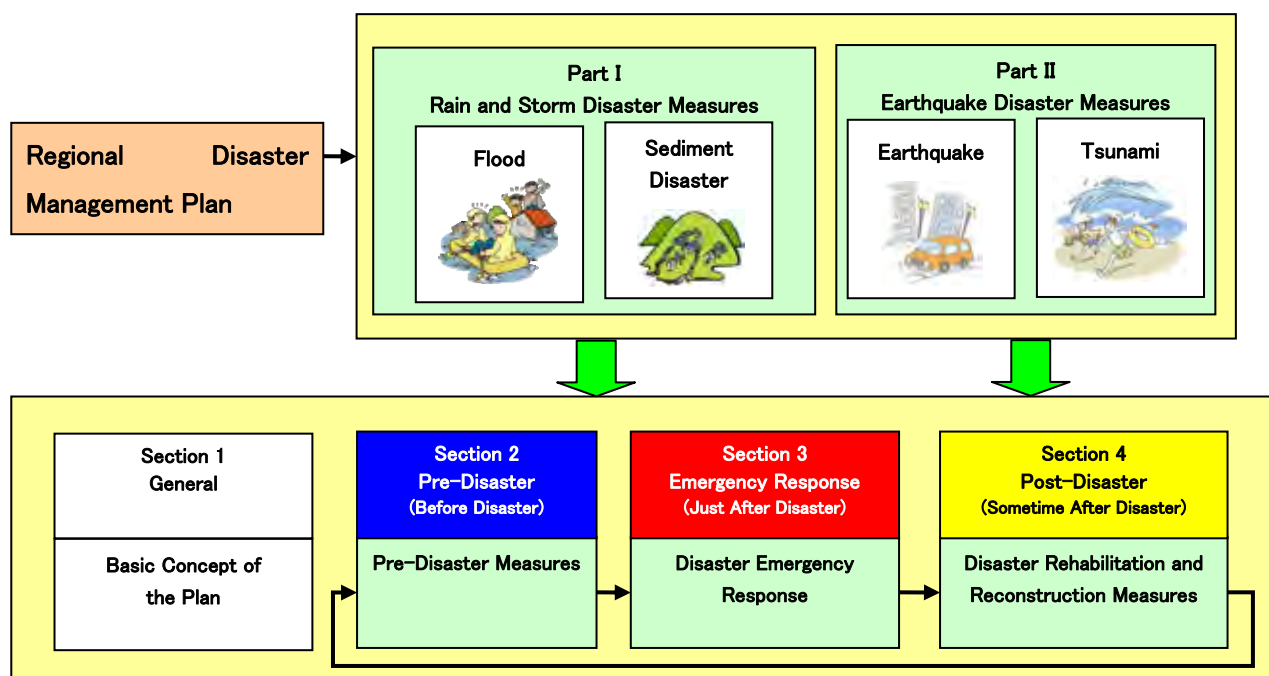 Regional Disaster
Management Plan
Part I
Rain and Storm Disaster Measures
Flood
Sediment
Disaster
Part II
Earthquake Disaster Measures
Earthquake
Tsunami
Section 1
General
Basic Concept of
the Plan
Section 2
Pre-Disaster
(Before Disaster)
Pre-Disaster Measures
Section 3
Emergency Response
(Just After Disaster)
Disaster Emergency
Response
Section 4
Post-Disaster
(Sometime After Disaster)
Disaster Rehabilitation and
Reconstruction Measures